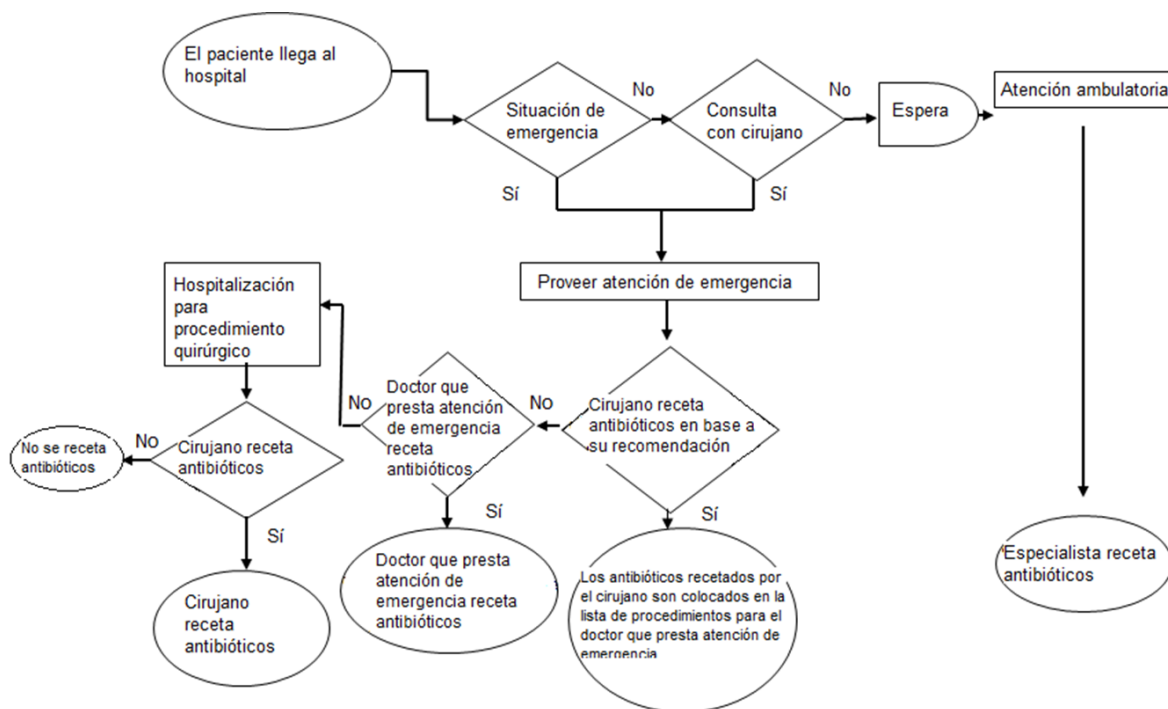 El paciente llega al
hospital
Situación de
emergencia
No
Consulta
con cirujano
No
Espera
Atención ambulatoria
Sí
Sí
Proveer atención de emergencia
Hospitalización
para
procedimiento
quirúrgico
No
Doctor que
presta atención
de emergencia
receta
antibióticos
No
Cirujano receta
antibióticos en base a
su recomendación
No se receta
antibióticos
No
Cirujano receta
antibióticos
Sí
Sí
Sí
Cirujano
receta
antibióticos
Doctor que presta
atención de
emergencia receta
antibióticos
Los antibióticos recetados por
el cirujano son colocados en la
lista de procedimientos para el
doctor que presta atención de
emergencia
Especialista receta
antibióticos